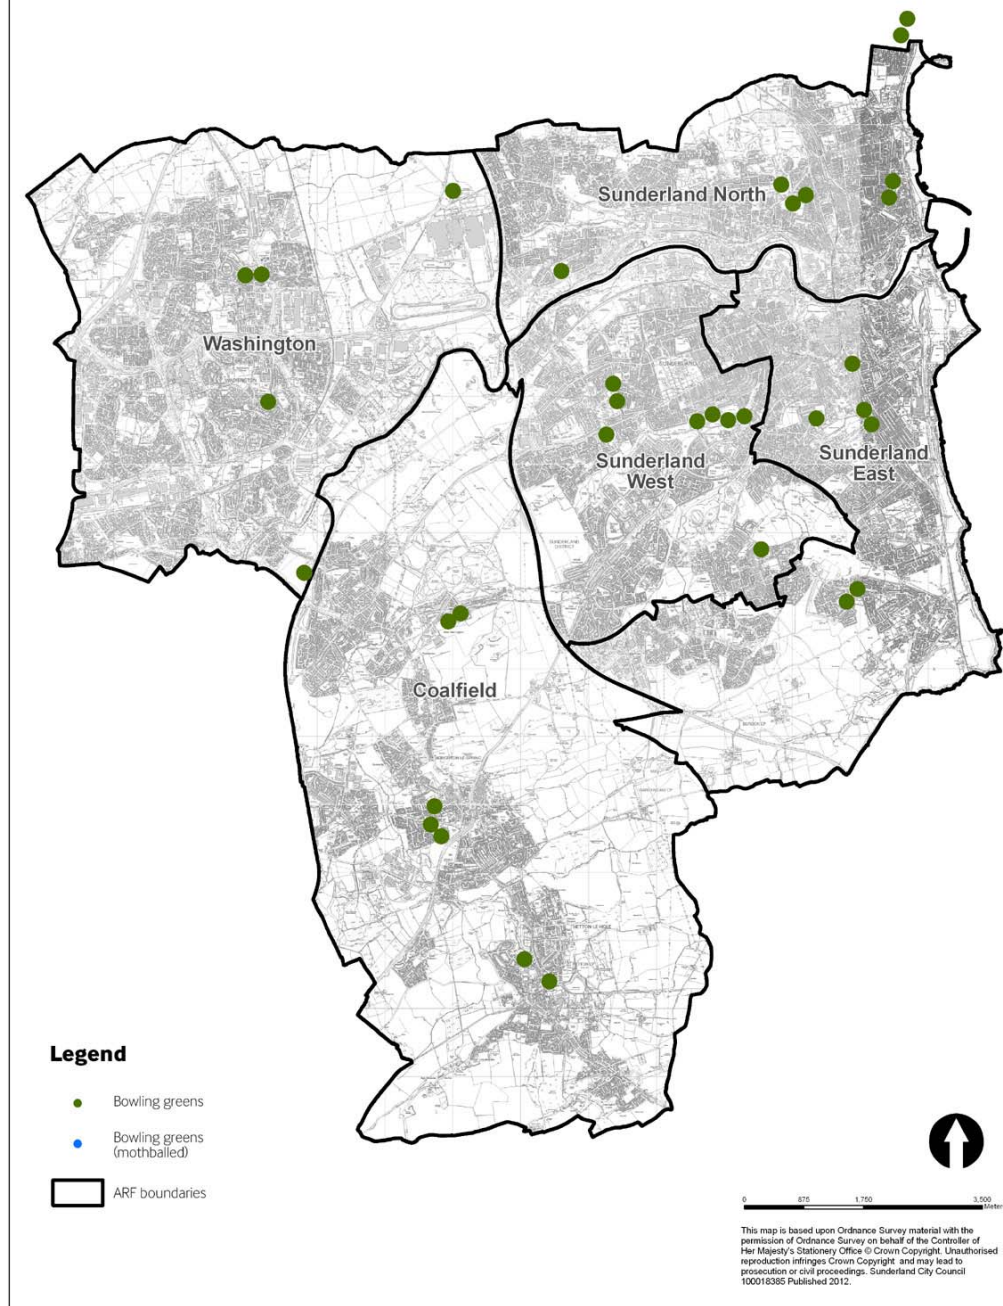 Sunderland North
Washington
Sunderland
West
Sunderland
East
Coalfield
Legend
Bowling greens
Bowling greens
(mothballed)
ARF boundaries
0 875 1,750 3,500
Meter
This map is based upon Ordnance Survey material with the
permission of Ordnance Survey on behalf of the Controller of
Her Majesty's Stationery Office © Crown Copyright. Unauthorised
reproduction infringes Crown Copyright and may lead to
prosecution or civil proceedings. Sunderland City Council
100018385 Published 2012.